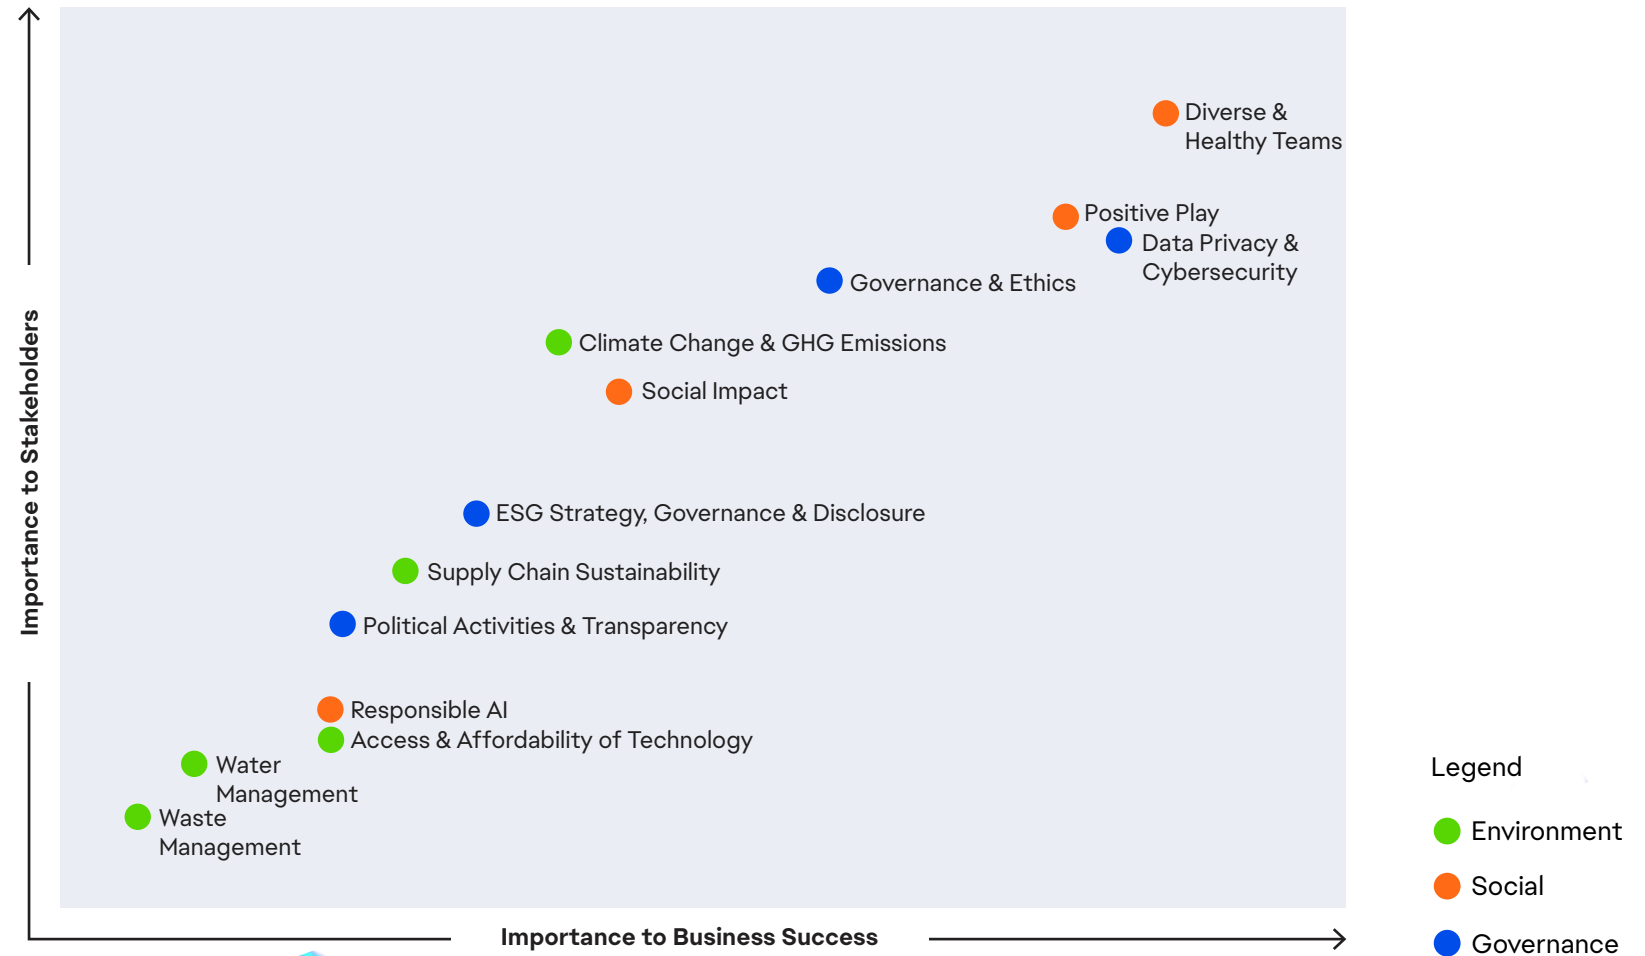 Diverse &
Healthy Teams
Positive Play
Data Privacy &
Cybersecurity
Governance & Ethics
Climate Change & GHG Emissions
Social Impact
Importance to Stakeholders
ESG Strategy, Governance & Disclosure
Supply Chain Sustainability
Political Activities & Transparency
Responsible AI
Access & Affordability of Technology
Water
Management
Waste
Management
Importance to Business Success
Legend
Environment
Social
Governance